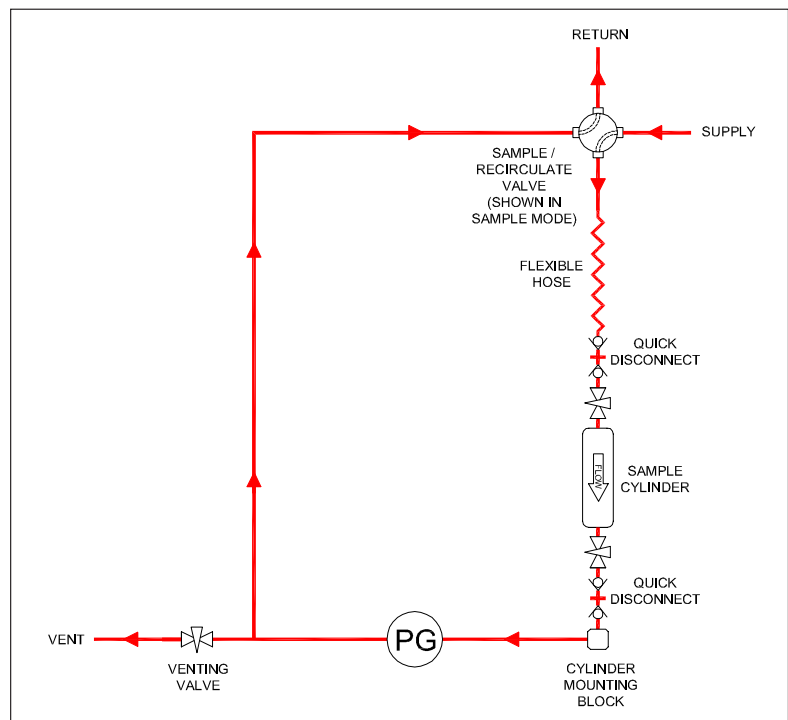 RETURN
SUPPLY
SAMPLE /
RECIRCULATE
VALVE
(SHOWN IN
SAMPLE MODE)
FLEXIBLE
HOSE
QUICK
DISCONNECT
FLOW
SAMPLE
CYLINDER
QUICK
DISCONNECT
VENT
VENTING
VALVE
PG
CYLINDER
MOUNTING
BLOCK